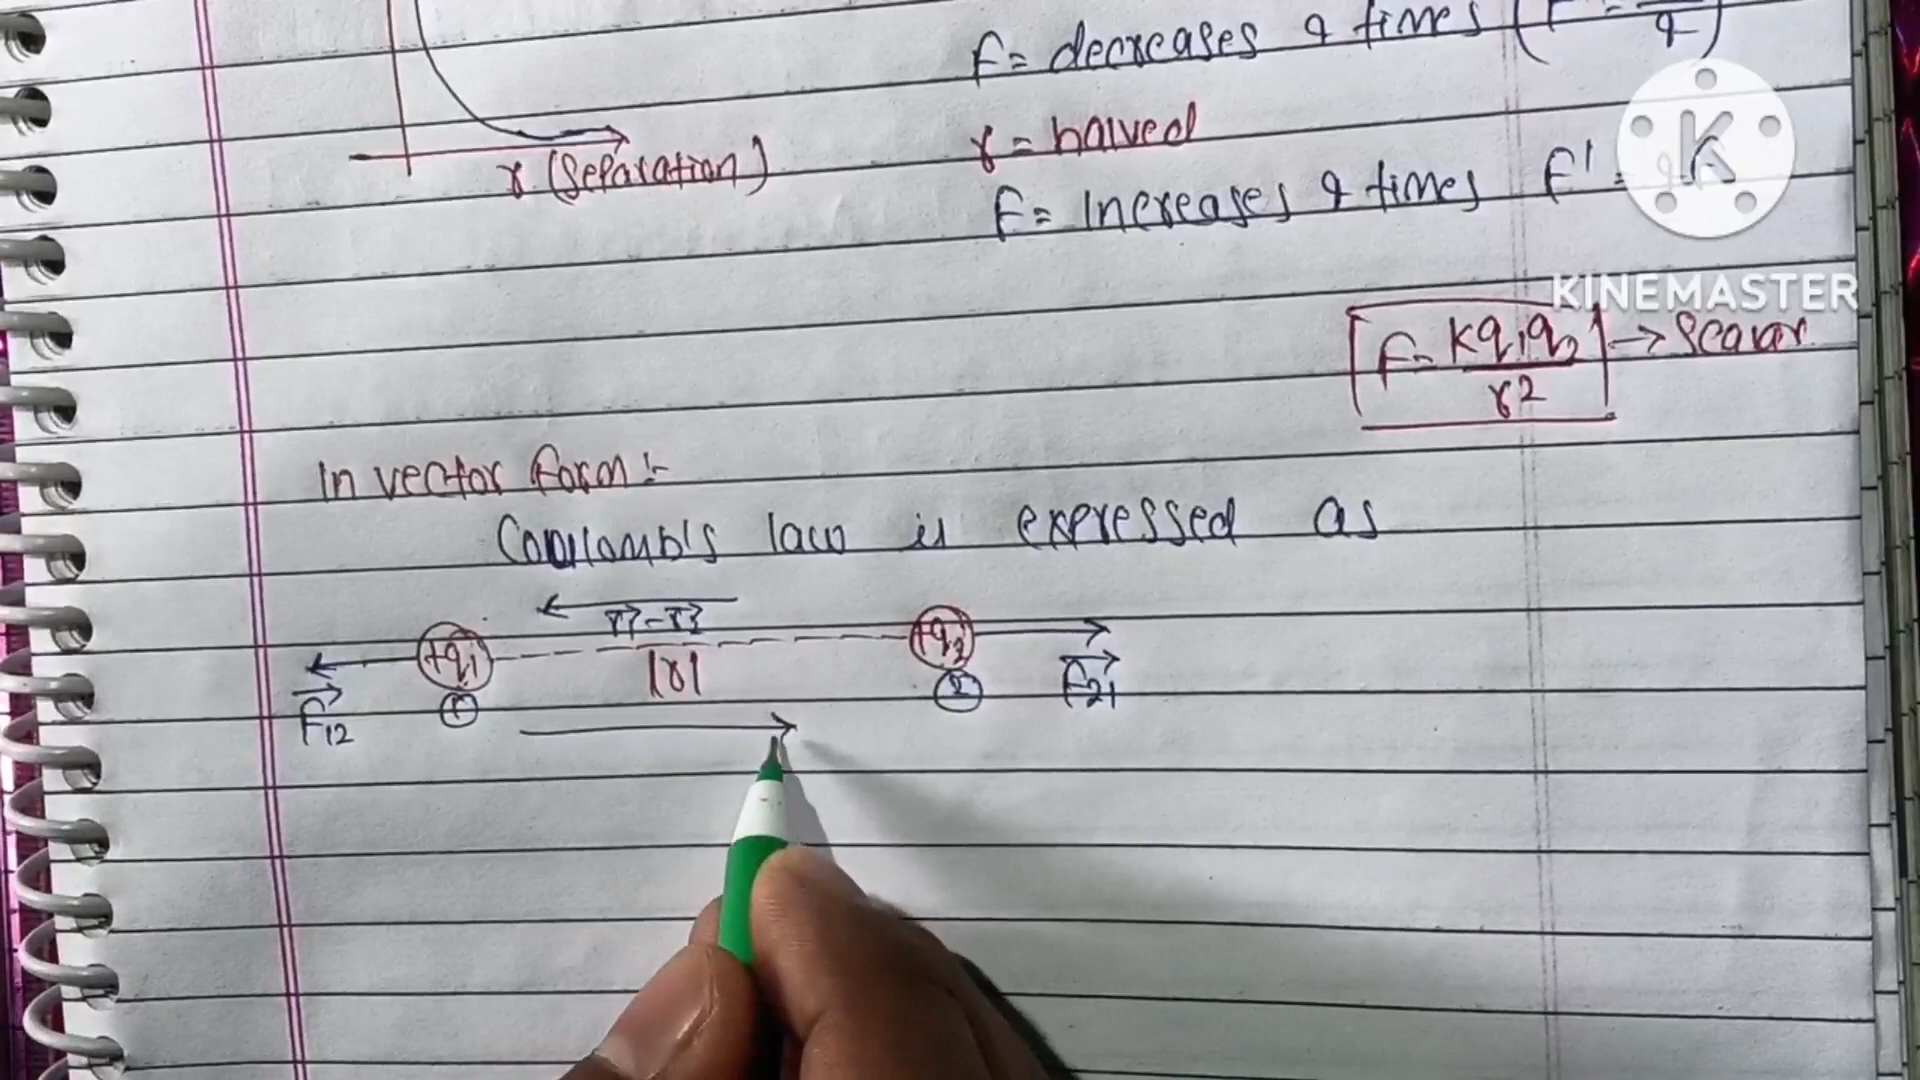 F = decreases 4 times
r (Separation)
r = halved
F = Increases 4 times F' =
KINEMASTER
F = Kq1q2 / r2 → Scalar
In vector form :-
Coulomb's law is expressed as
r1 - r2
+q1 +q2
|r|
F12 1 2 F21